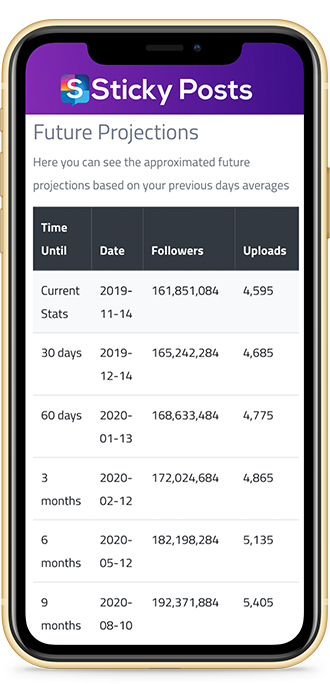 S Sticky Posts
Future Projections
Here you can see the approximated future
projections based on your previous days averages
Time Until Date Followers Uploads
Current Stats 2019-11-14 161,851,084 4,595
30 days 2019-12-14 165,242,284 4,685
60 days 2020-01-13 168,633,484 4,775
3 months 2020-02-12 172,024,684 4,865
6 months 2020-05-12 182,198,284 5,135
9 months 2020-08-10 192,371,884 5,405